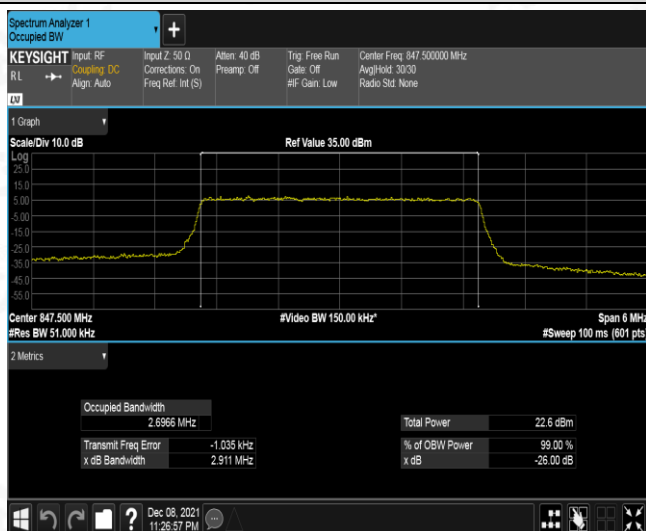 Spectrum Analyzer 1
Occupied BW
+
KEYSIGHT
RL
LXI
Input: RF
Coupling: DC
Align: Auto
Input Z: 50 Ω
Corrections: On
Freq Ref: Int (S)
Atten: 40 dB
Preamp: Off
Trig: Free Run
Gate: Off
#IF Gain: Low
Center Freq: 847.500000 MHz
Avg|Hold: 30/30
Radio Std: None
1 Graph
Scale/Div 10.0 dB
Ref Value 35.00 dBm
Log
25.0
15.0
5.00
-5.00
-15.0
-25.0
-35.0
-45.0
-55.0
Center 847.500 MHz
#Video BW 150.00 kHz*
Span 6 MHz
#Res BW 51.000 kHz
#Sweep 100 ms (601 pts)
2 Metrics
Occupied Bandwidth
2.6966 MHz
Total Power 22.6 dBm
Transmit Freq Error -1.035 kHz
% of OBW Power 99.00 %
x dB Bandwidth 2.911 MHz
x dB -26.00 dB
?
Dec 08, 2021
11:26:57 PM